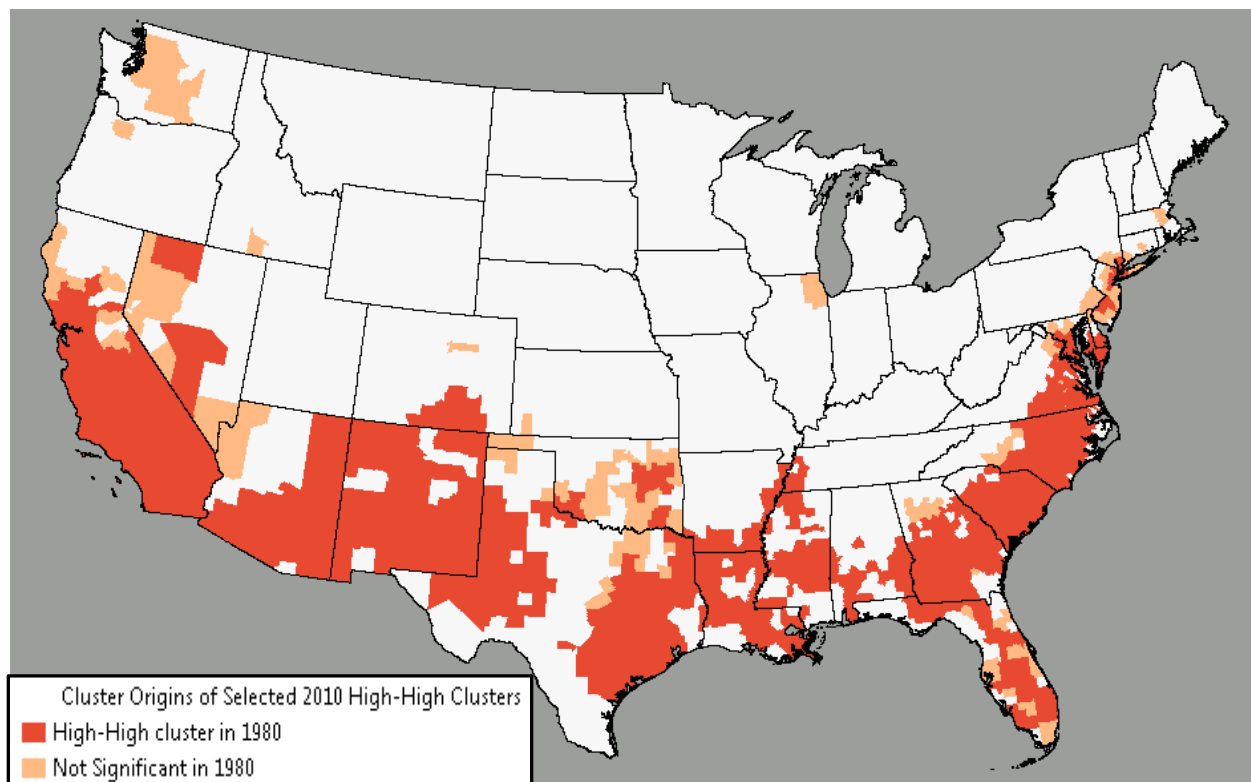 Cluster Origins of Selected 2010 High-High Clusters
High-High cluster in 1980
Not Significant in 1980